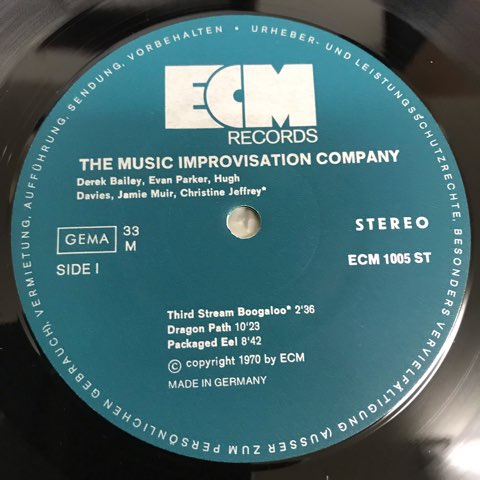 ECM
RECORDS
THE MUSIC IMPROVISATION COMPANY
Derek Bailey, Evan Parker, Hugh
Davies, Jamie Muir, Christine Jeffrey*
GEMA
33
M
STEREO
SIDE I
ECM 1005 ST
Third Stream Boogaloo* 2'36
Dragon Path 10'23
Packaged Eel 8'42
© copyright 1970 by ECM
MADE IN GERMANY
URHEBER- UND LEISTUNGSSCHUTZRECHTE, BESONDERS VERVIELFÄLTIGUNG (AUSSER ZUM PERSÖNLICHEN GEBRAUCH), VERMIETUNG, AUFFÜHRUNG, SENDUNG, VORBEHALTEN •